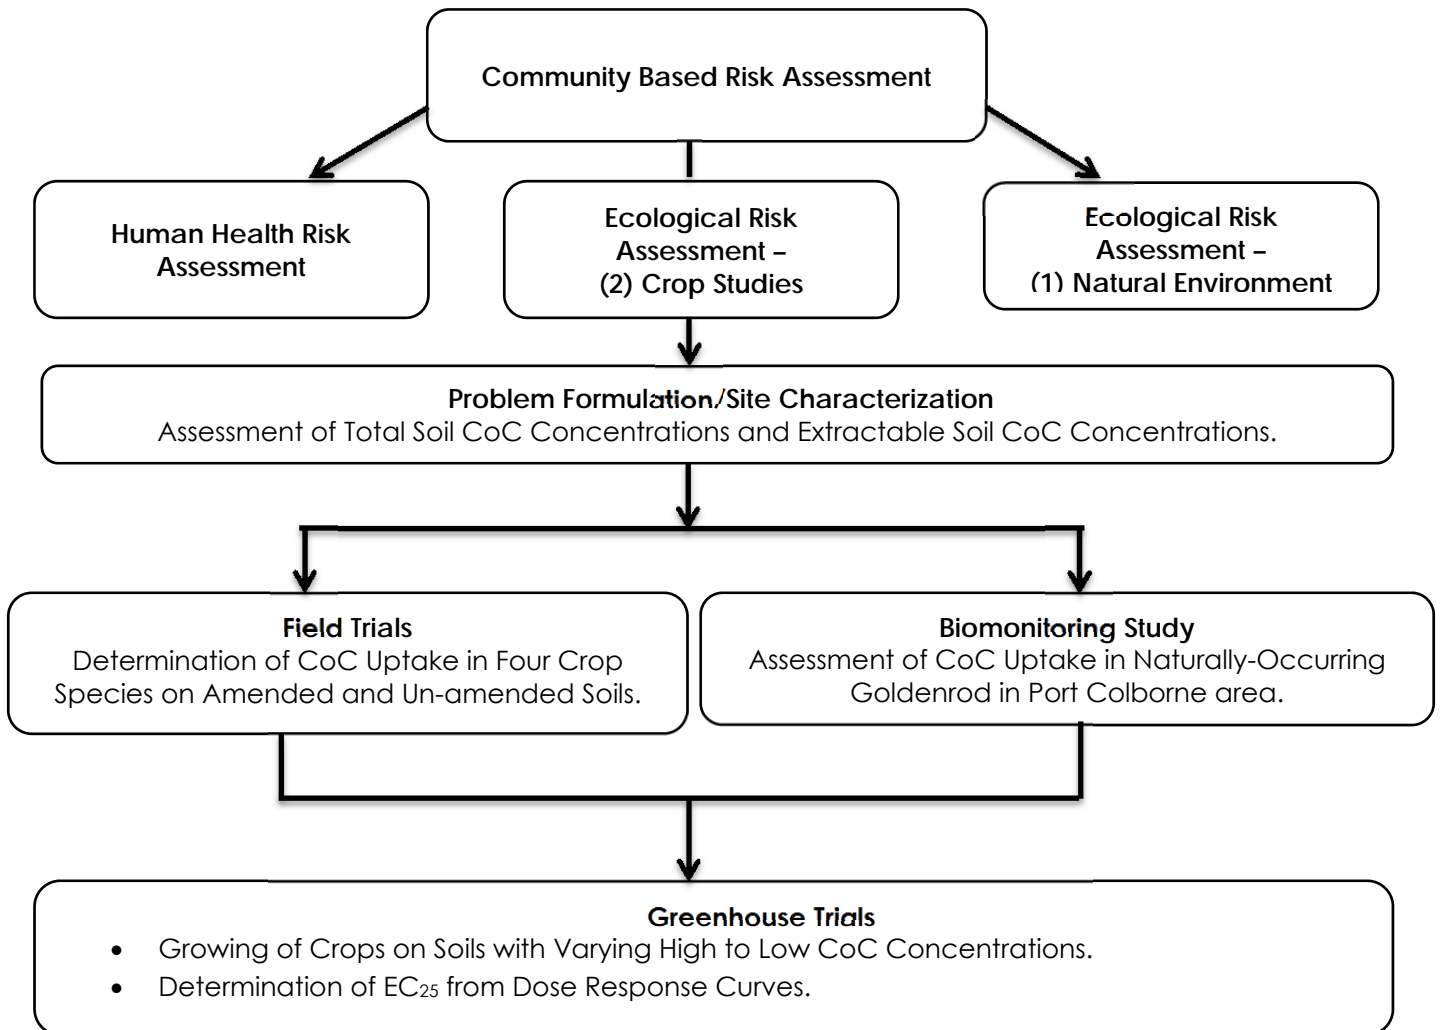 Community Based Risk Assessment
Human Health Risk
Assessment
Ecological Risk
Assessment –
(2) Crop Studies
Ecological Risk
Assessment –
(1) Natural Environment
Problem Formulation/Site Characterization
Assessment of Total Soil CoC Concentrations and Extractable Soil CoC Concentrations.
Field Trials
Determination of CoC Uptake in Four Crop
Species on Amended and Un-amended Soils.
Biomonitoring Study
Assessment of CoC Uptake in Naturally-Occurring
Goldenrod in Port Colborne area.
Greenhouse Trials
• Growing of Crops on Soils with Varying High to Low CoC Concentrations.
• Determination of EC₂₅ from Dose Response Curves.